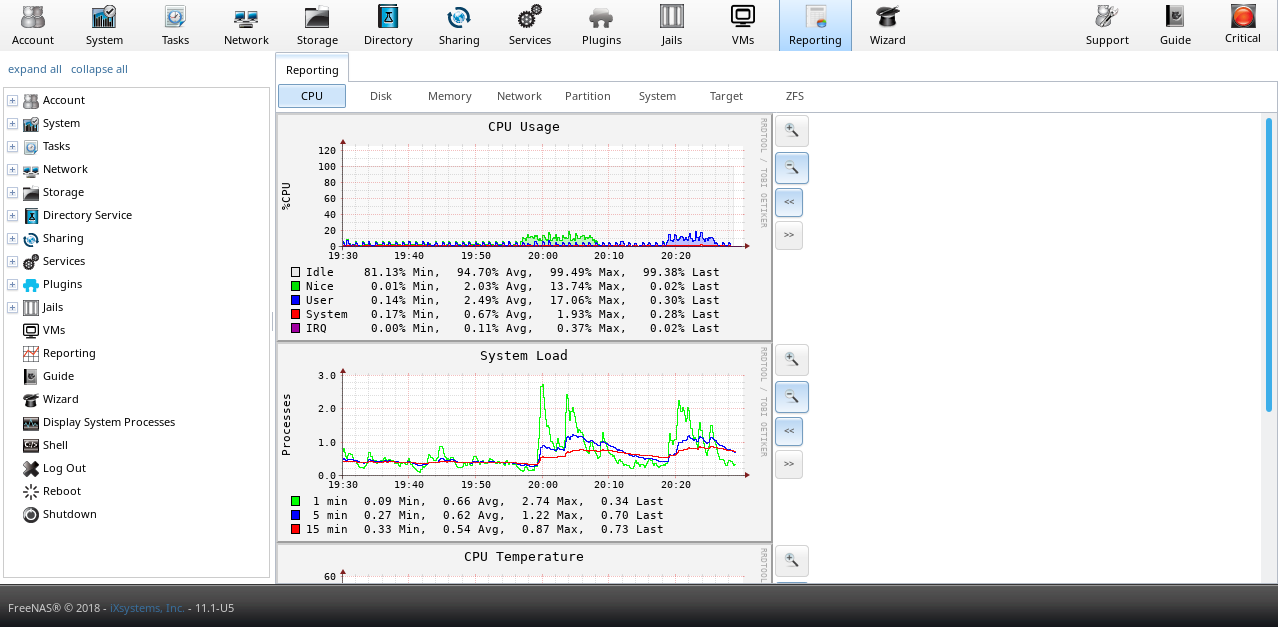 Account System Tasks Network Storage Directory Sharing Services Plugins Jails VMs Reporting Wizard Support Guide Critical
expand all collapse all
Account
System
Tasks
Network
Storage
Directory Service
Sharing
Services
Plugins
Jails
VMs
Reporting
Guide
Wizard
Display System Processes
Shell
Log Out
Reboot
Shutdown
Reporting
CPU Disk Memory Network Partition System Target ZFS
CPU Usage
RRDTOOL / TOBI OETIKER
%CPU
120
100
80
60
40
20
0
19:30 19:40 19:50 20:00 20:10 20:20
Idle 81.13% Min, 94.70% Avg, 99.49% Max, 99.38% Last
Nice 0.01% Min, 2.03% Avg, 13.74% Max, 0.02% Last
User 0.14% Min, 2.49% Avg, 17.06% Max, 0.30% Last
System 0.17% Min, 0.67% Avg, 1.93% Max, 0.28% Last
IRQ 0.00% Min, 0.11% Avg, 0.37% Max, 0.02% Last
<<
>>
System Load
RRDTOOL / TOBI OETIKER
Processes
3.0
2.0
1.0
0.0
19:30 19:40 19:50 20:00 20:10 20:20
1 min 0.09 Min, 0.66 Avg, 2.74 Max, 0.34 Last
5 min 0.27 Min, 0.62 Avg, 1.22 Max, 0.70 Last
15 min 0.33 Min, 0.54 Avg, 0.87 Max, 0.73 Last
<<
>>
CPU Temperature
RRDTOOL
60
FreeNAS® © 2018 - iXsystems, Inc. - 11.1-U5